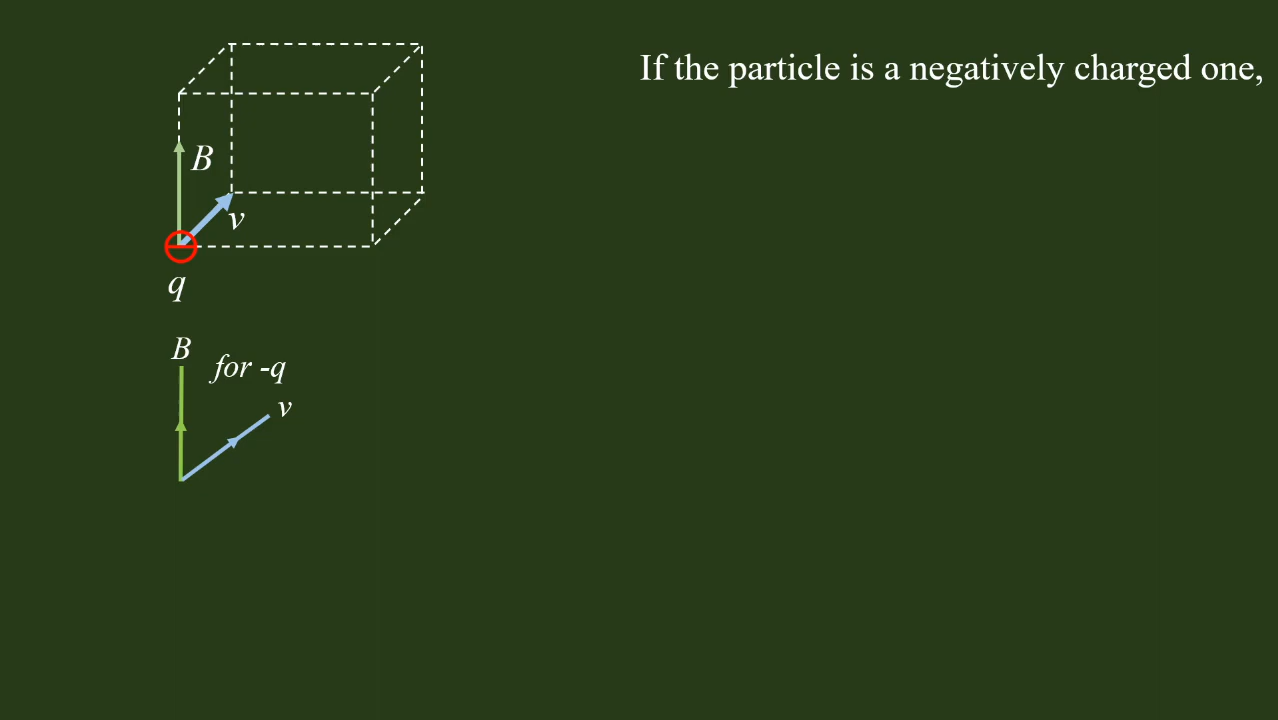 If the particle is a negatively charged one,
B
v
q
B
for -q
v